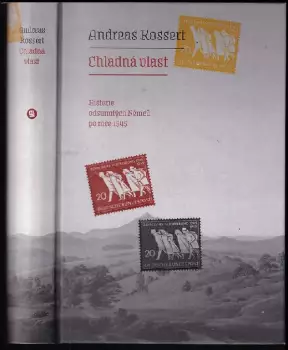 Andreas
Kossert
Chladná
vlast
Andreas Kossert
Chladná vlast
Historie
odsunutých Němců
po roce 1945
20
20